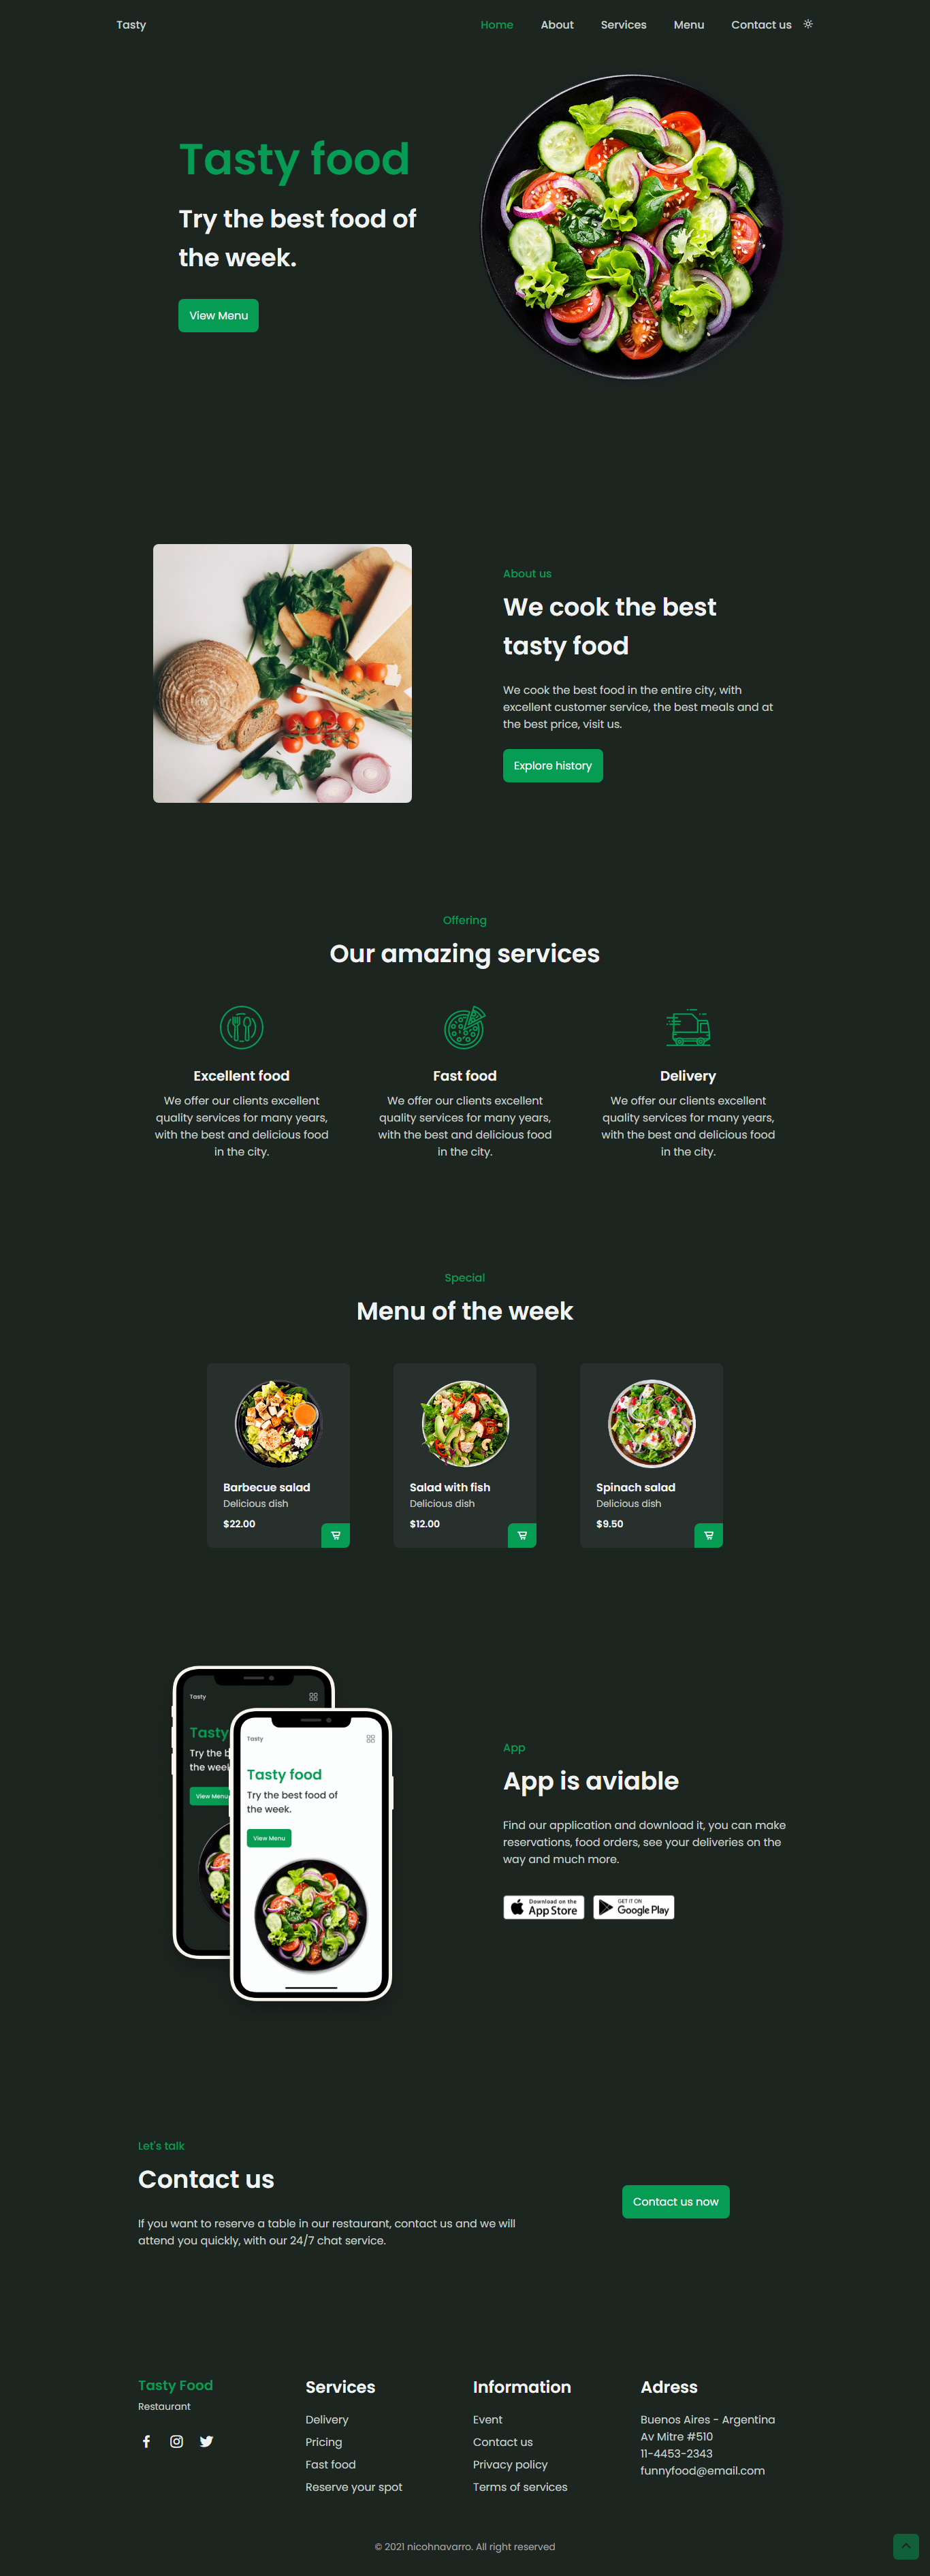 Tasty
Home About Services Menu Contact us
Tasty food
Try the best food of
the week.
View Menu
About us
We cook the best
tasty food
We cook the best food in the entire city, with
excellent customer service, the best meals and at
the best price, visit us.
Explore history
Offering
Our amazing services
Excellent food
We offer our clients excellent
quality services for many years,
with the best and delicious food
in the city.
Fast food
We offer our clients excellent
quality services for many years,
with the best and delicious food
in the city.
Delivery
We offer our clients excellent
quality services for many years,
with the best and delicious food
in the city.
Special
Menu of the week
Barbecue salad
Delicious dish
$22.00
Salad with fish
Delicious dish
$12.00
Spinach salad
Delicious dish
$9.50
Tasty
Tasty
Try the b
the weel
View Menu
Tasty
Tasty food
Try the best food of
the week.
View Menu
App
App is aviable
Find our application and download it, you can make
reservations, food orders, see your deliveries on the
way and much more.
Download on the
App Store
GET IT ON
Google Play
Let's talk
Contact us
If you want to reserve a table in our restaurant, contact us and we will
attend you quickly, with our 24/7 chat service.
Contact us now
Tasty Food
Restaurant
Services
Delivery
Pricing
Fast food
Reserve your spot
Information
Event
Contact us
Privacy policy
Terms of services
Adress
Buenos Aires - Argentina
Av Mitre #510
11-4453-2343
funnyfood@email.com
© 2021 nicohnavarro. All right reserved